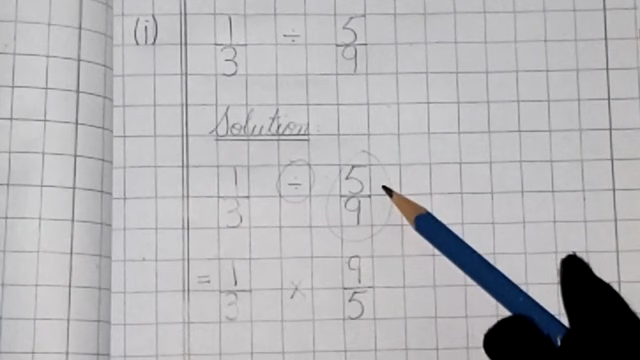 (i) 1/3 ÷ 5/9
Solution:
1/3 ÷ 5/9
= 1/3 × 9/5